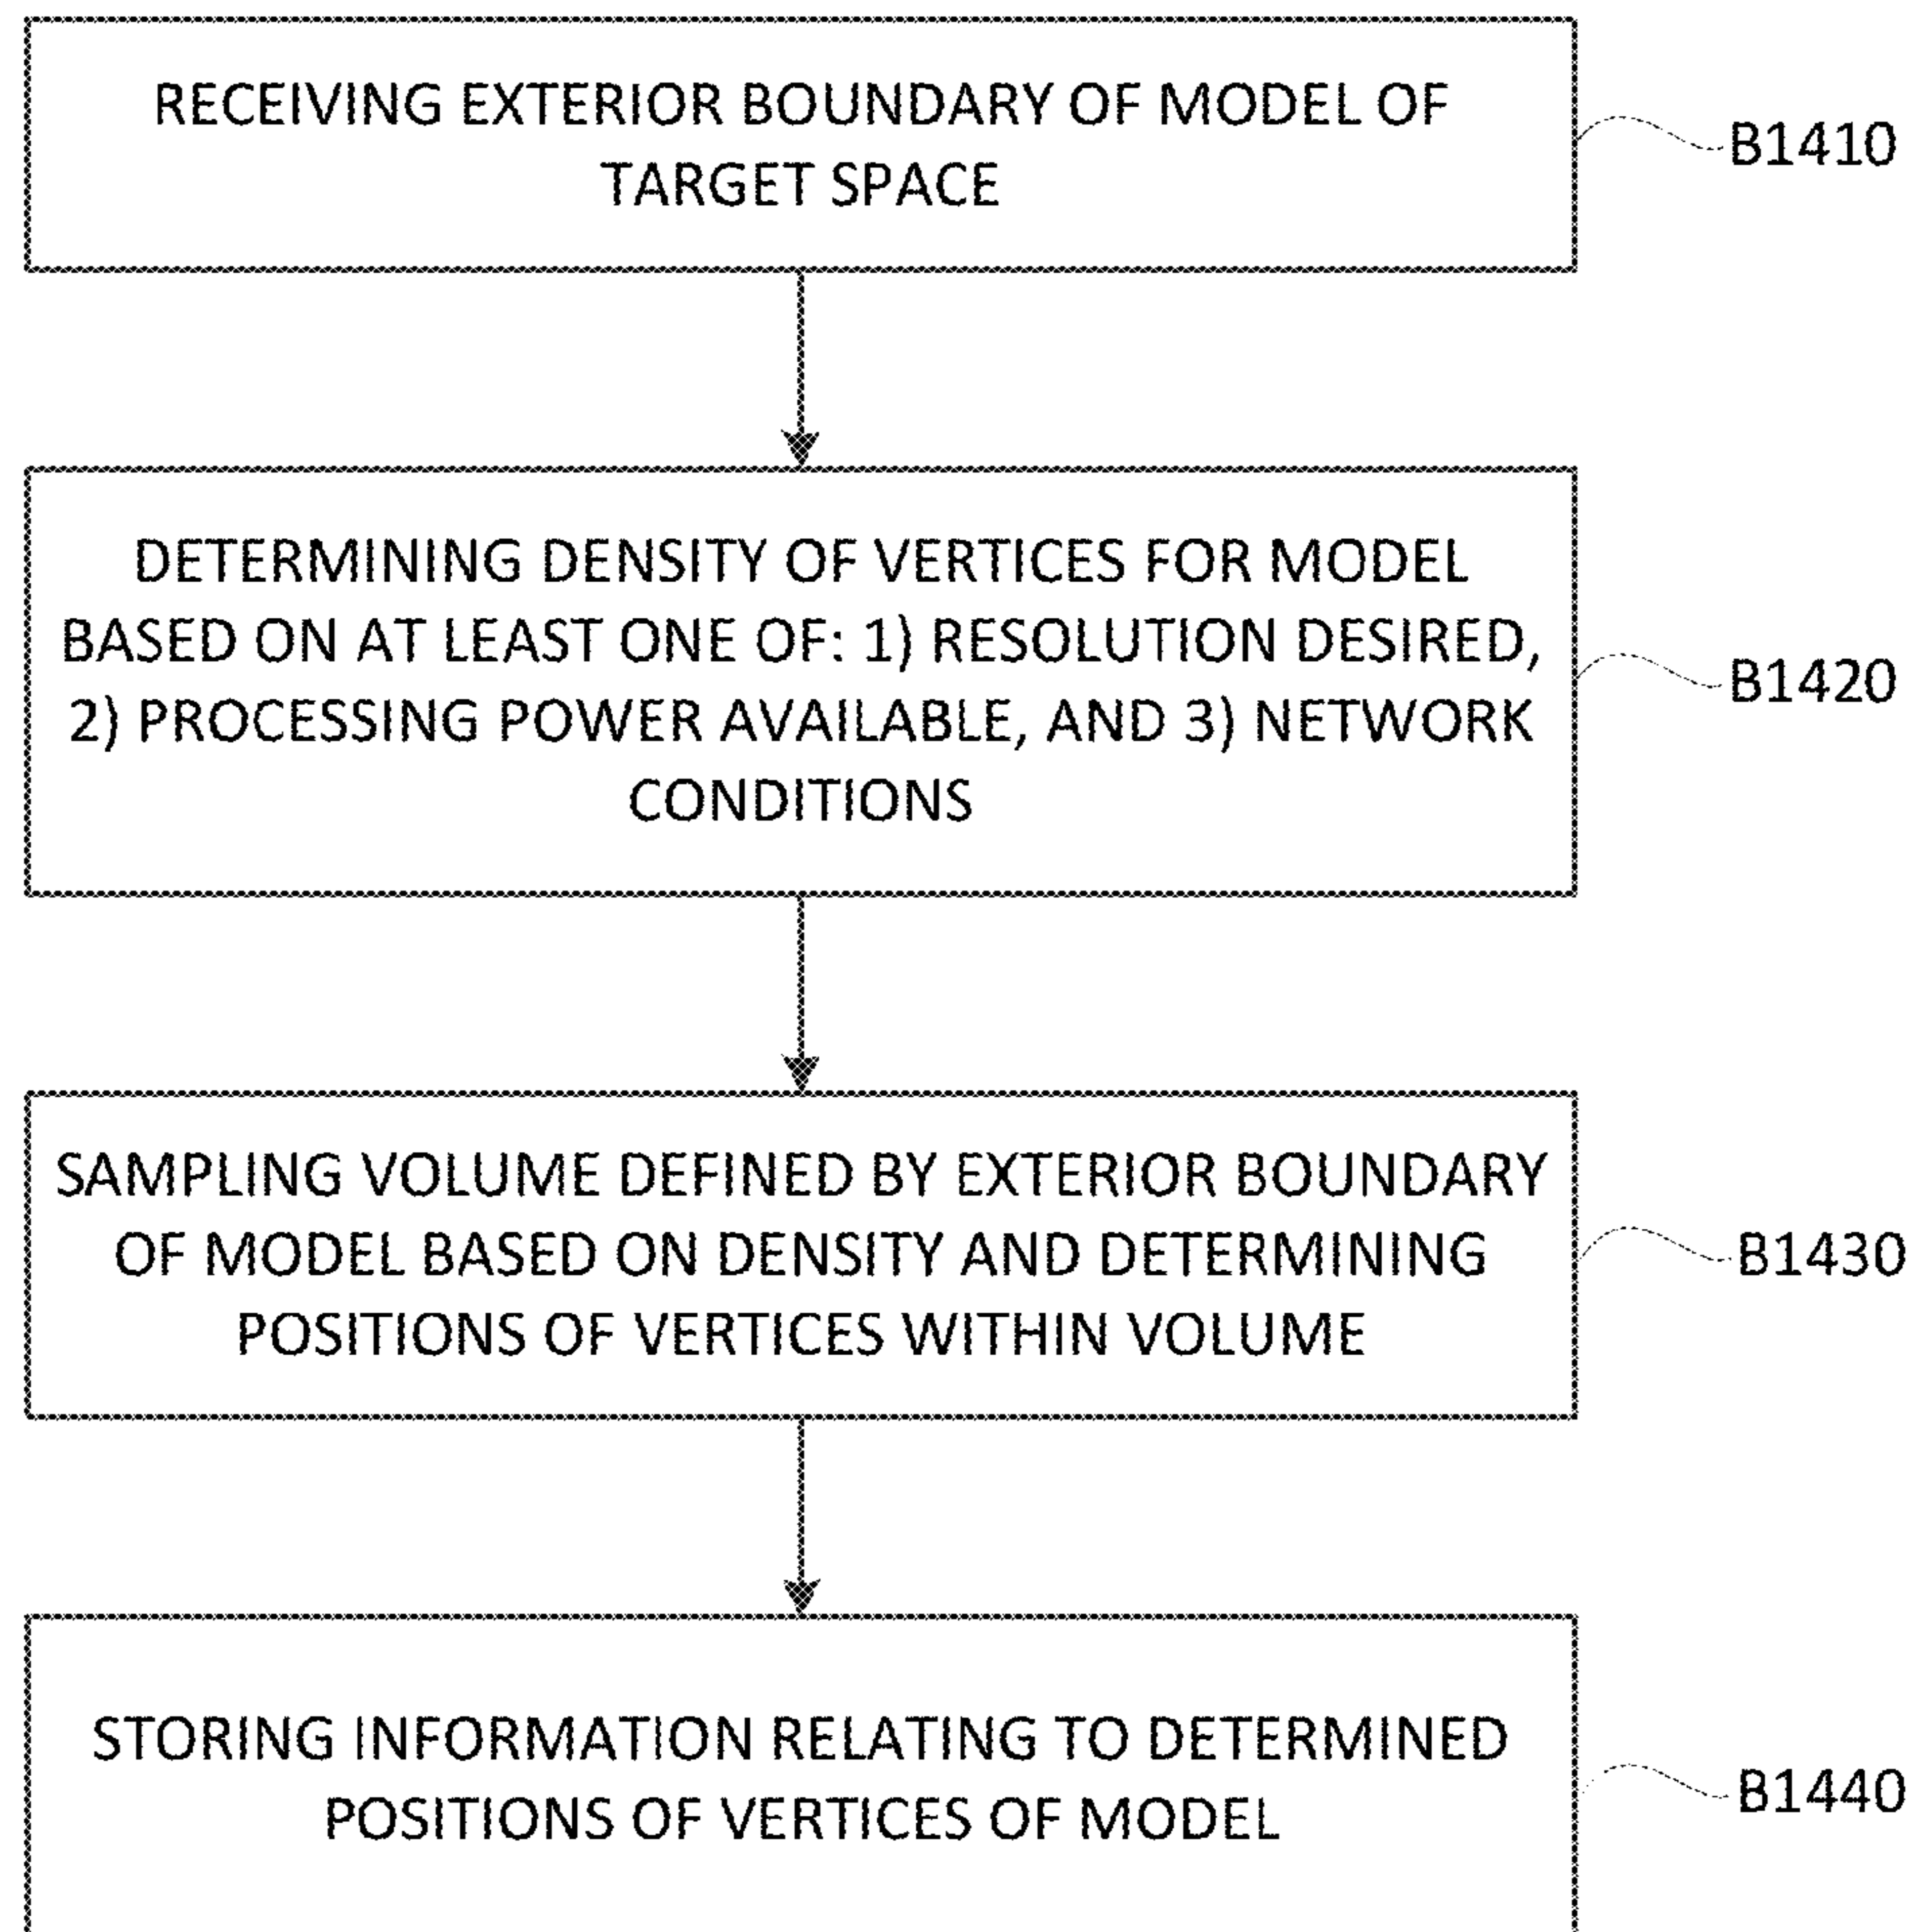 RECEIVING EXTERIOR BOUNDARY OF MODEL OF
TARGET SPACE
B1410
DETERMINING DENSITY OF VERTICES FOR MODEL
BASED ON AT LEAST ONE OF: 1) RESOLUTION DESIRED,
2) PROCESSING POWER AVAILABLE, AND 3) NETWORK
CONDITIONS
B1420
SAMPLING VOLUME DEFINED BY EXTERIOR BOUNDARY
OF MODEL BASED ON DENSITY AND DETERMINING
POSITIONS OF VERTICES WITHIN VOLUME
B1430
STORING INFORMATION RELATING TO DETERMINED
POSITIONS OF VERTICES OF MODEL
B1440